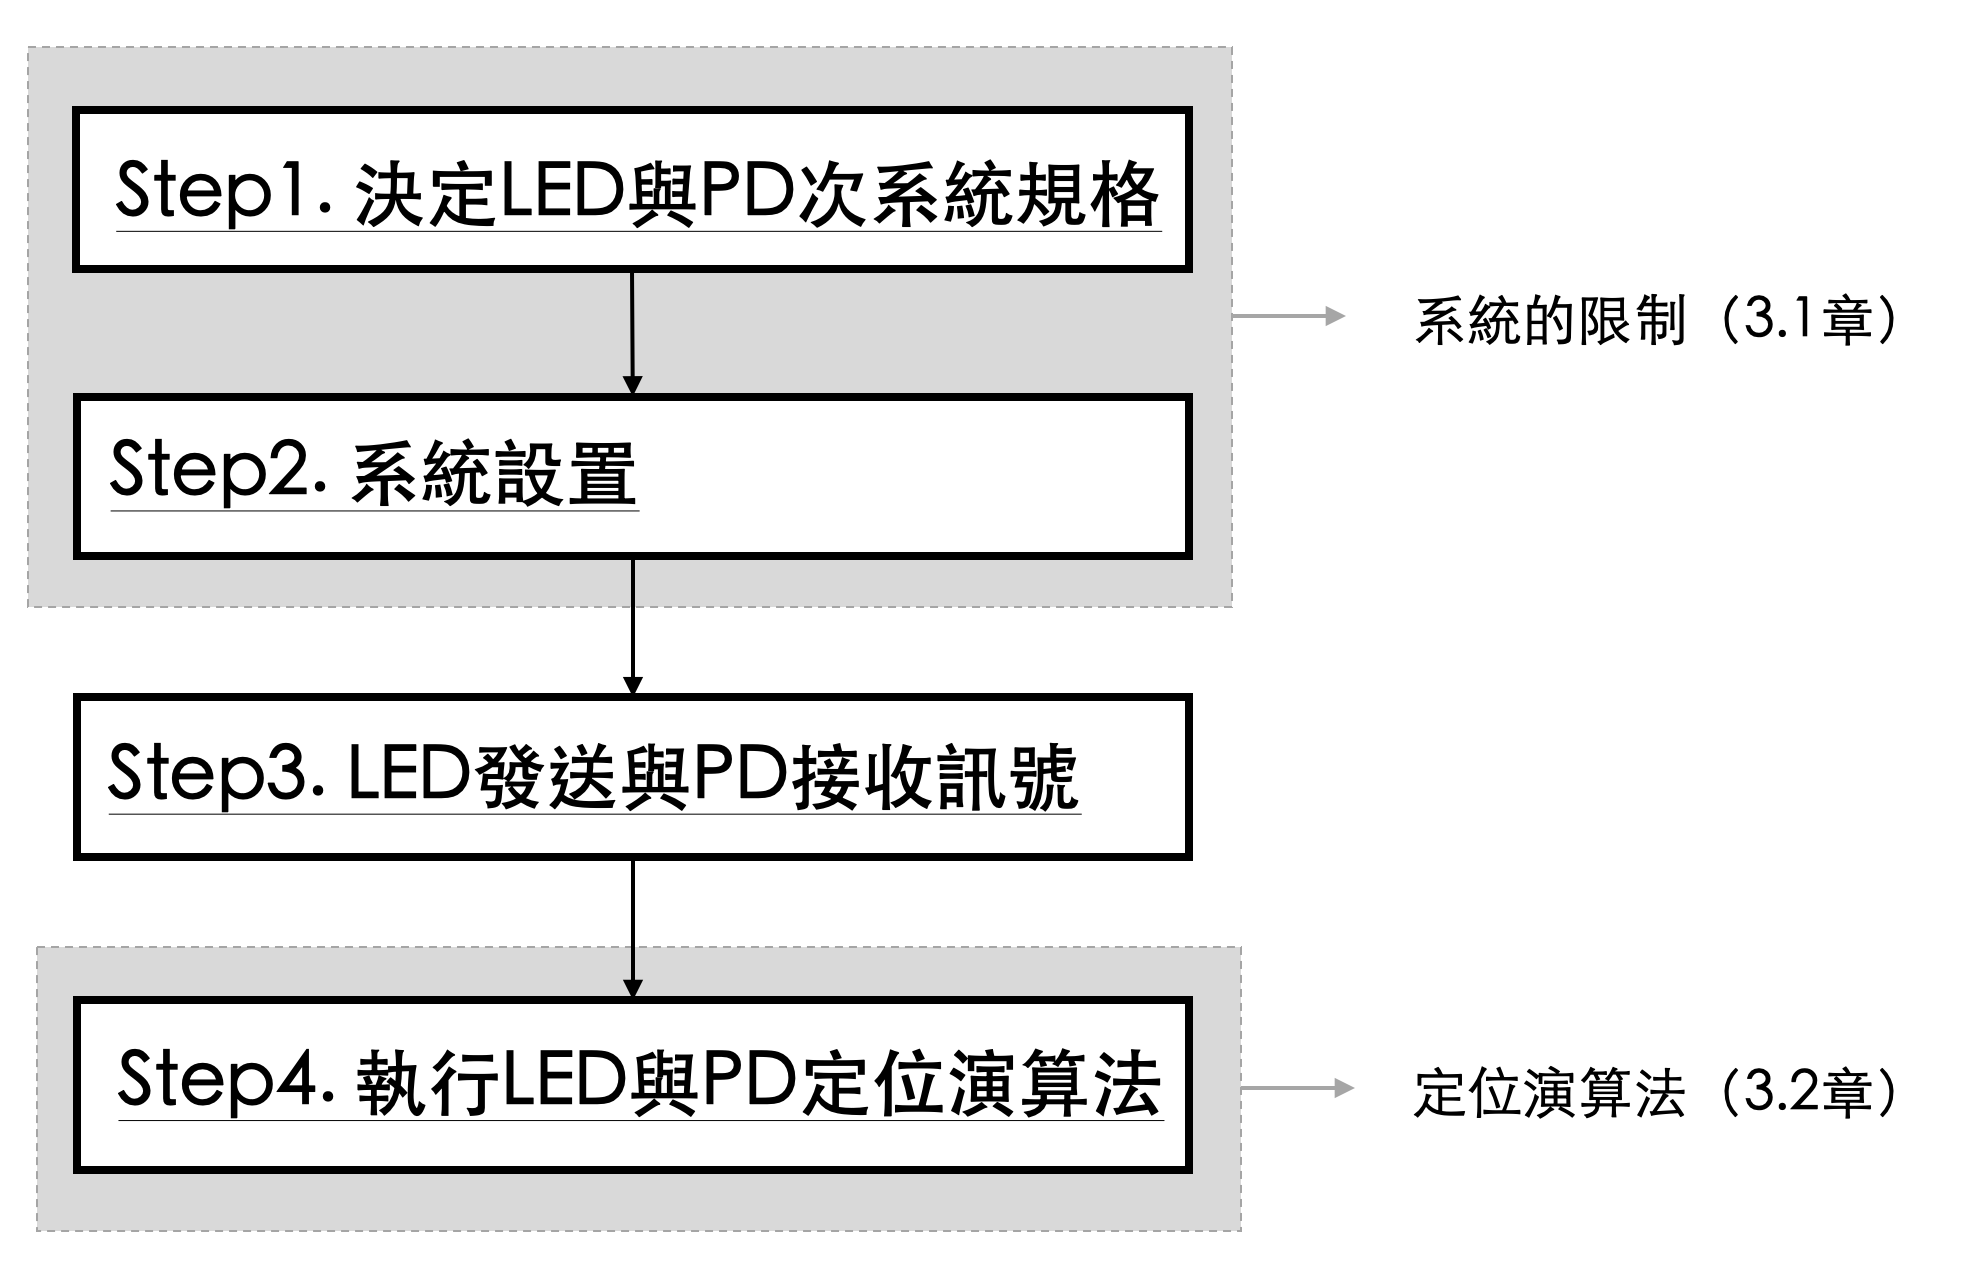 Step1. 決定LED與PD次系統規格
系統的限制（3.1章）
Step2. 系統設置
Step3. LED發送與PD接收訊號
Step4. 執行LED與PD定位演算法
定位演算法（3.2章）